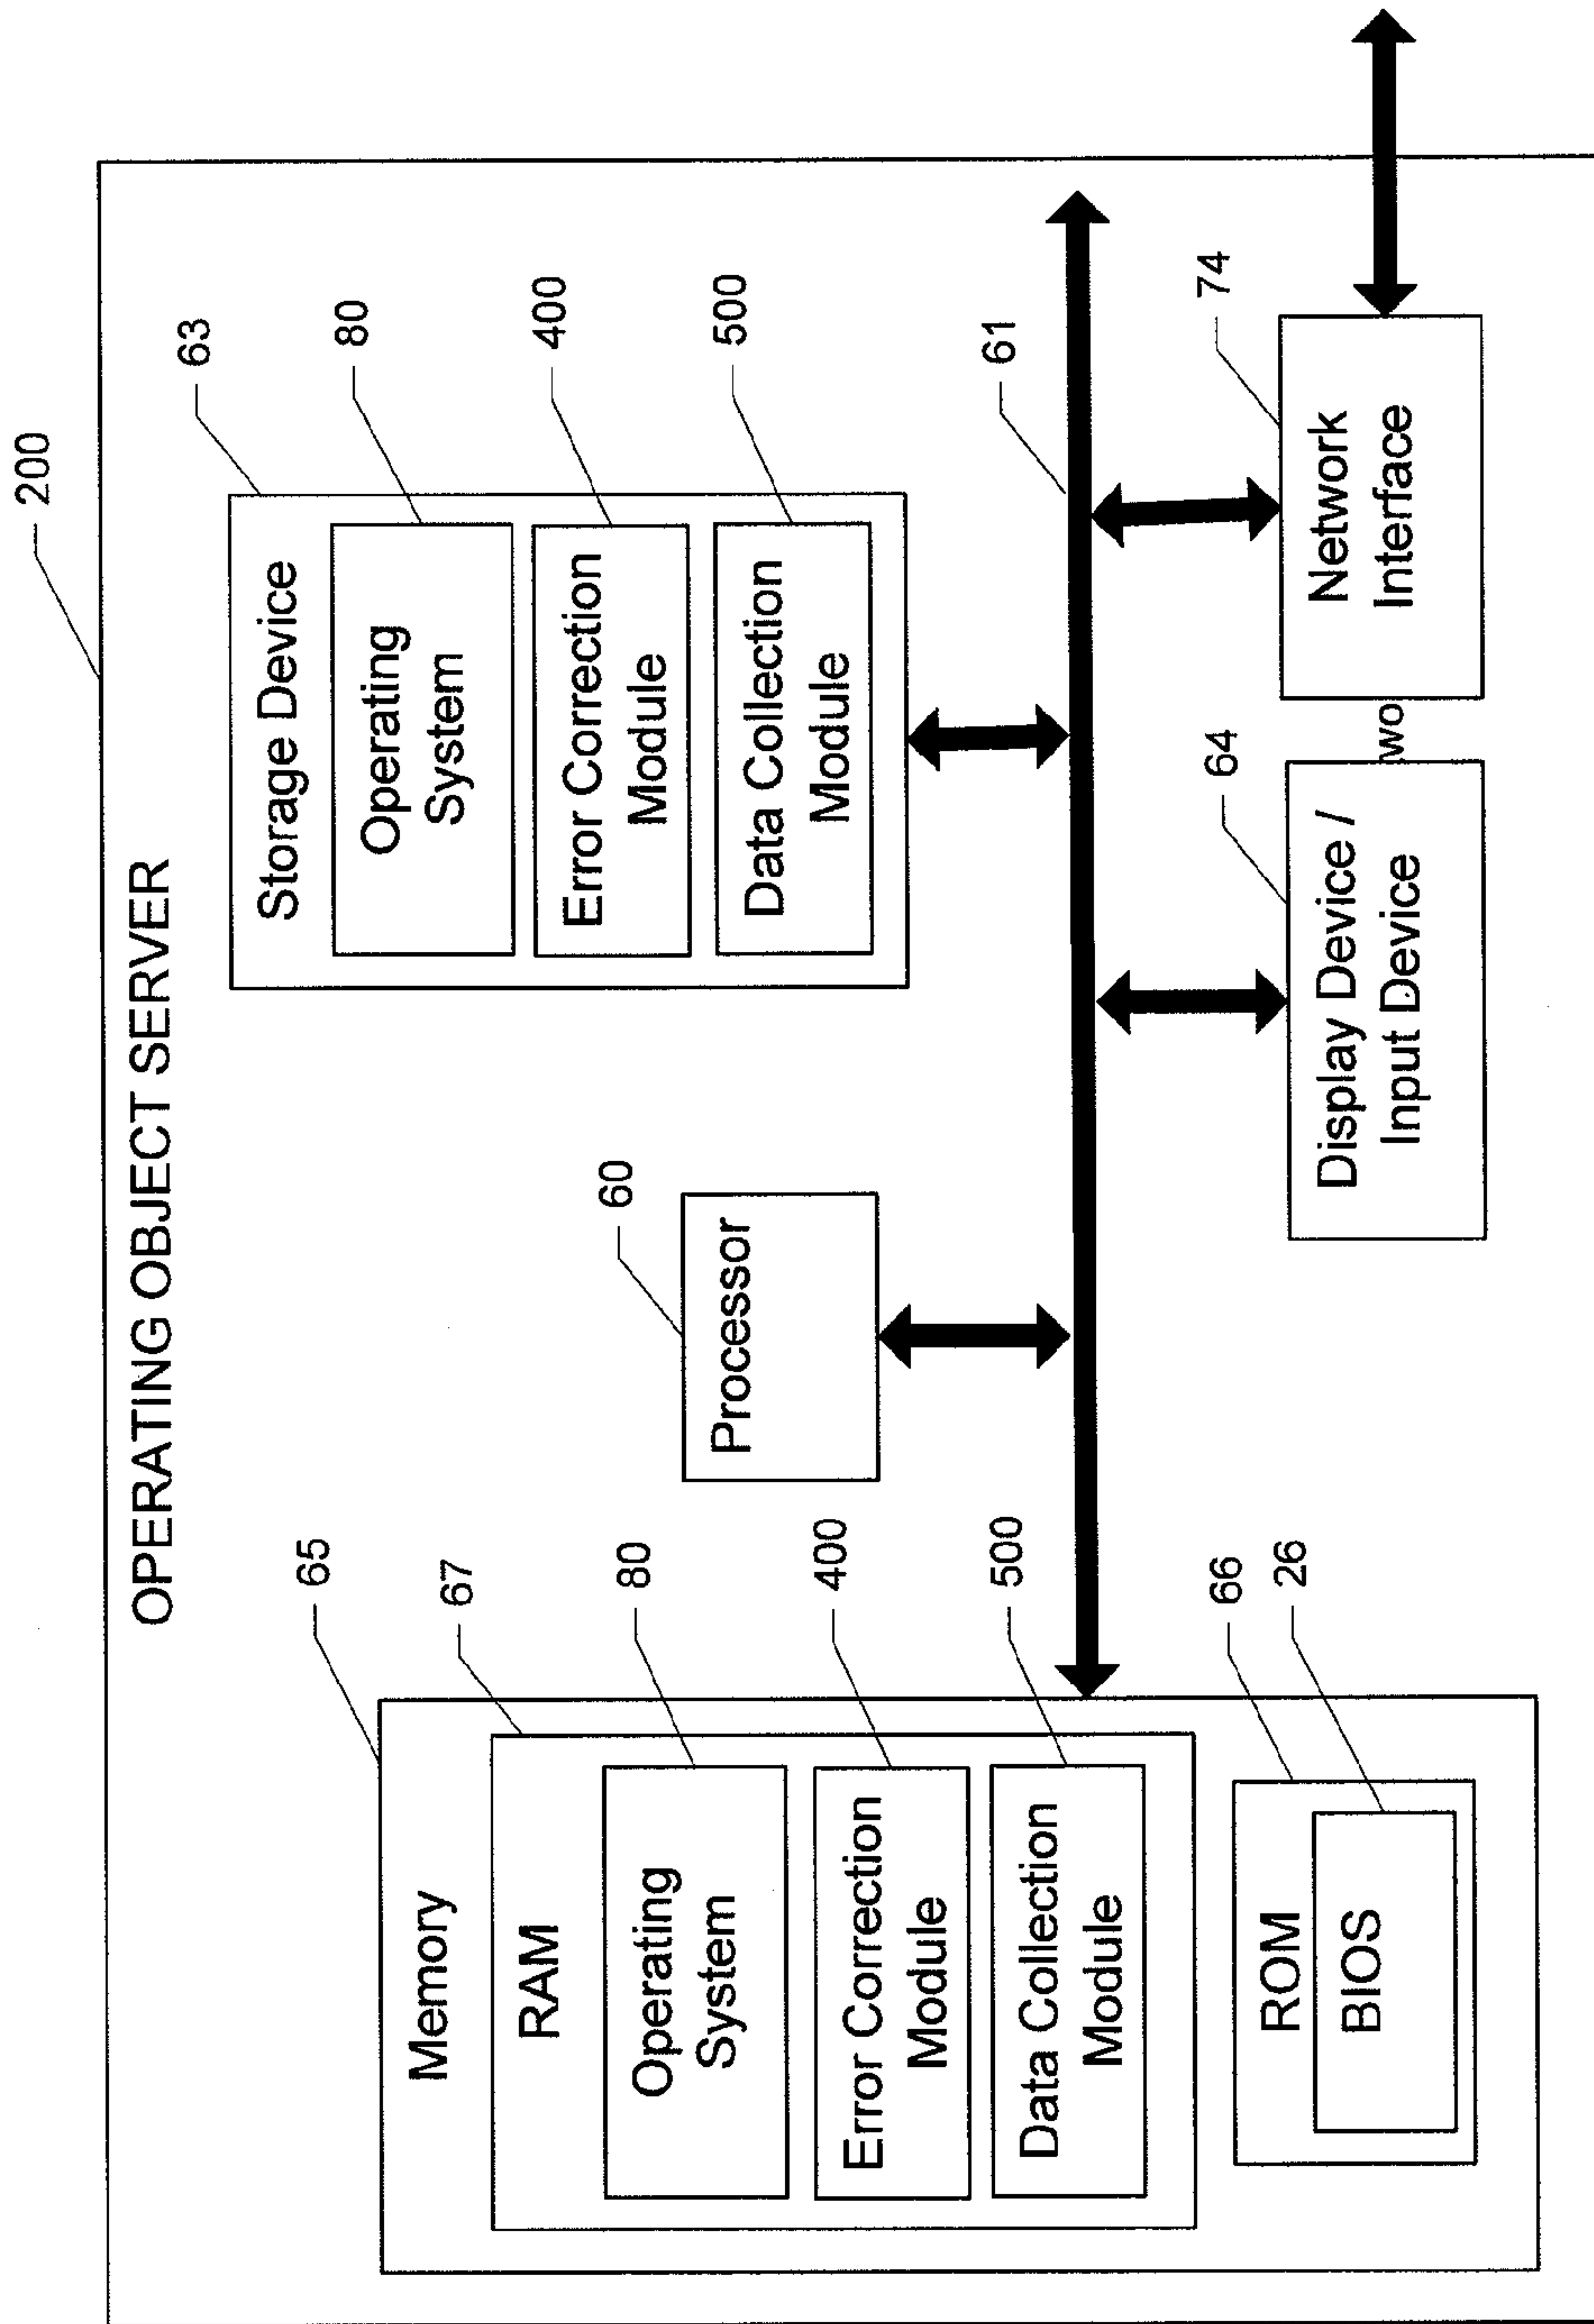 200
OPERATING OBJECT SERVER
65
Memory
67
RAM
80
Operating
System
400
Error Correction
Module
500
Data Collection
Module
66
ROM
26
BIOS
60
Processor
63
Storage Device
80
Operating
System
400
Error Correction
Module
500
Data Collection
Module
61
64
Display Device /
Input Device
wo
74
Network
Interface